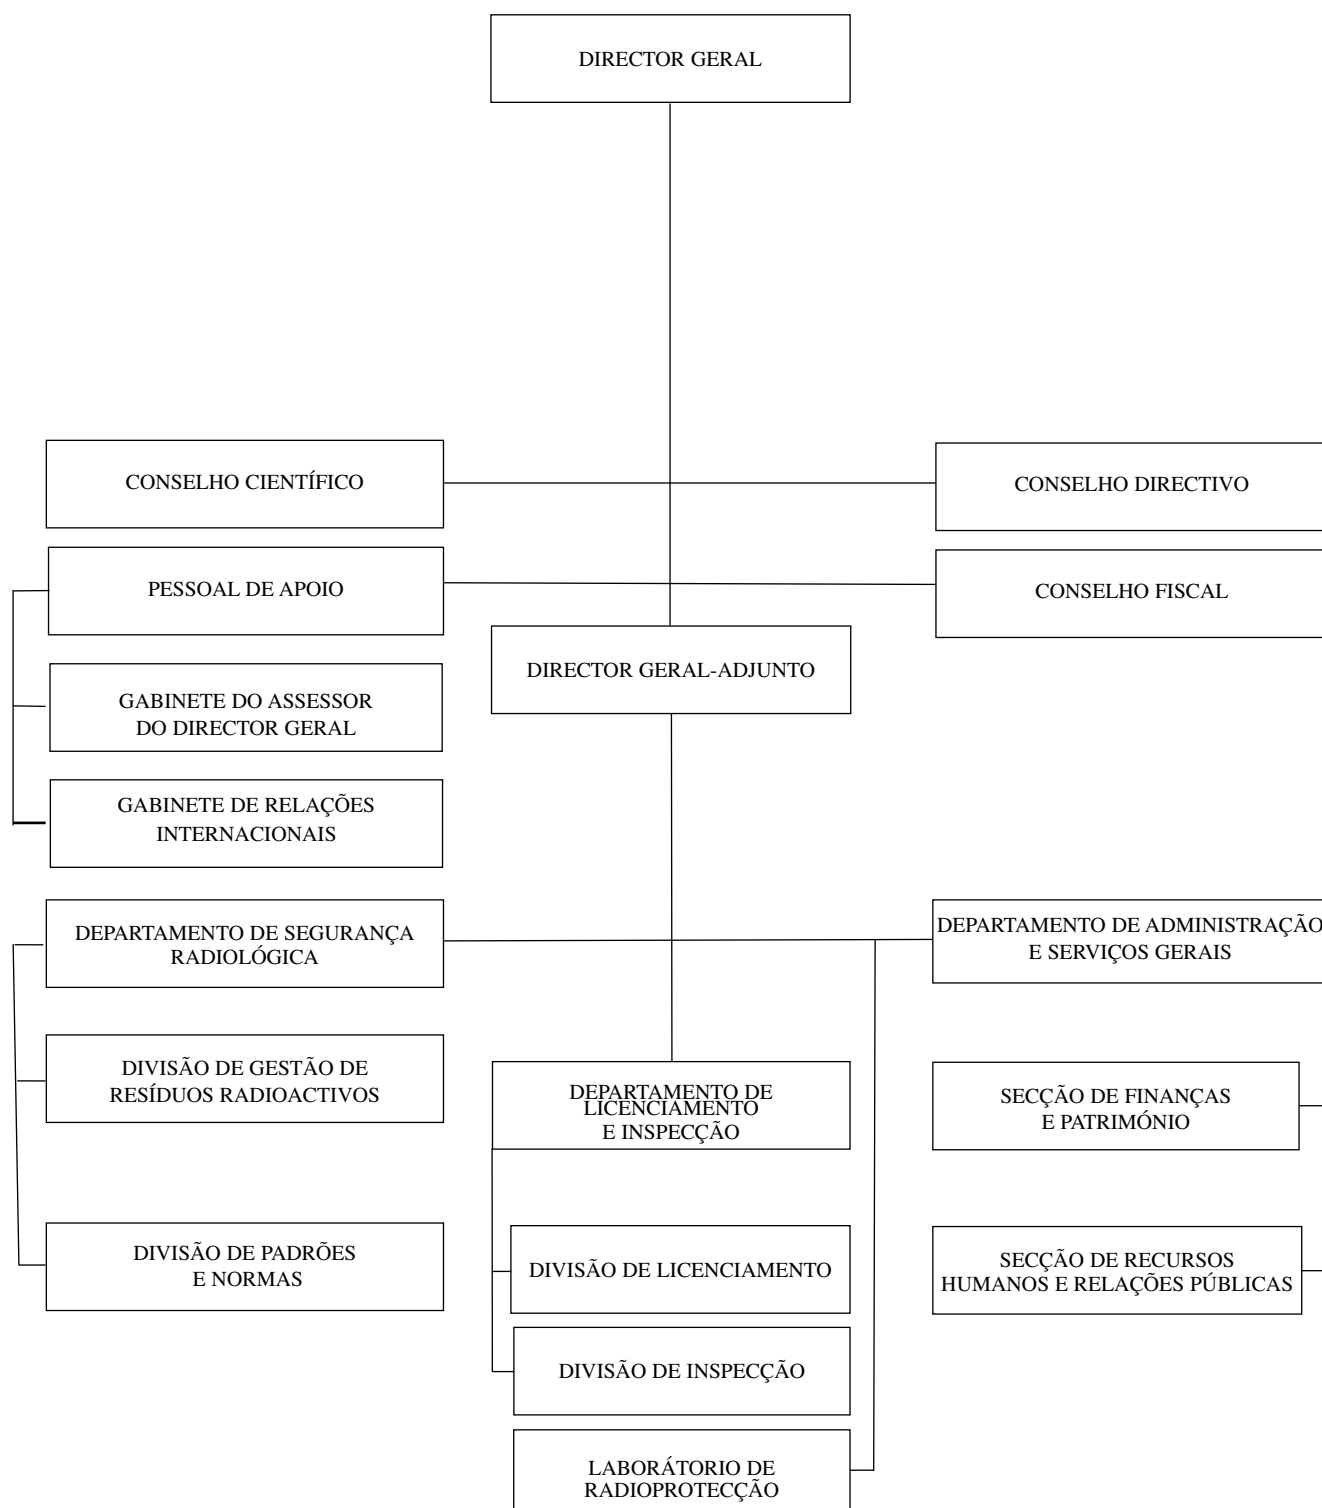 DIRECTOR GERAL
CONSELHO CIENTÍFICO
CONSELHO DIRECTIVO
PESSOAL DE APOIO
CONSELHO FISCAL
DIRECTOR GERAL-ADJUNTO
GABINETE DO ASSESSOR
DO DIRECTOR GERAL
GABINETE DE RELAÇÕES
INTERNACIONAIS
DEPARTAMENTO DE SEGURANÇA
RADIOLÓGICA
DEPARTAMENTO DE ADMINISTRAÇÃO
E SERVIÇOS GERAIS
DIVISÃO DE GESTÃO DE
RESÍDUOS RADIOACTIVOS
DEPARTAMENTO DE
LICENCIAMENTO
E INSPECÇÃO
SECÇÃO DE FINANÇAS
E PATRIMÓNIO
DIVISÃO DE PADRÕES
E NORMAS
DIVISÃO DE LICENCIAMENTO
SECÇÃO DE RECURSOS
HUMANOS E RELAÇÕES PÚBLICAS
DIVISÃO DE INSPECÇÃO
LABORÁTORIO DE
RADIOPROTECÇÃO